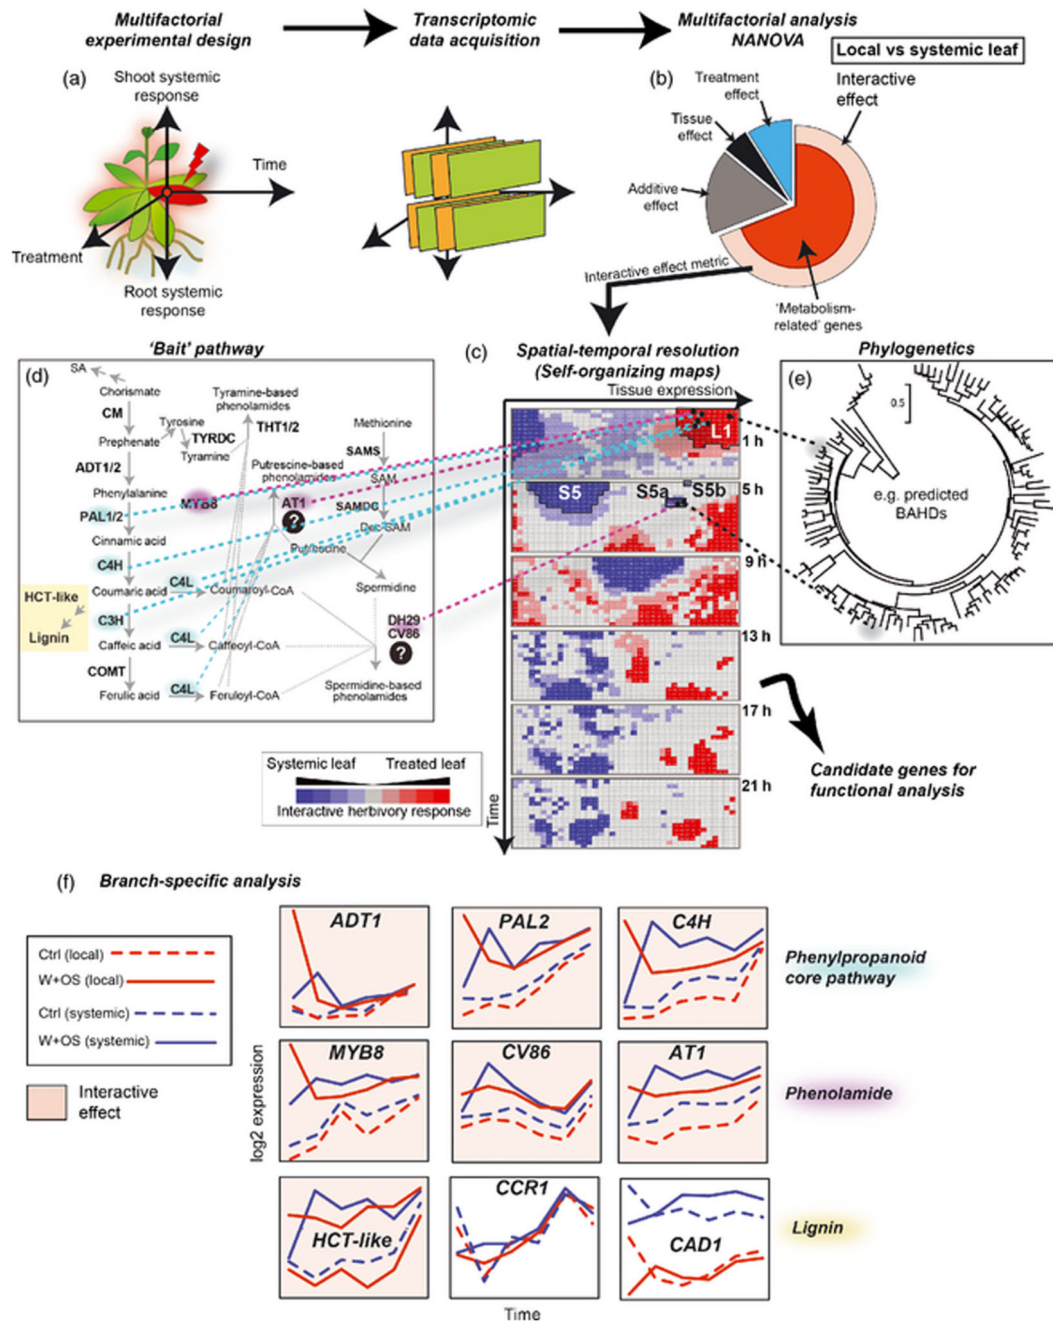 Multifactorial
experimental design
Transcriptomic
data acquisition
Multifactorial analysis
NANOVA
Local vs systemic leaf
(a)
Shoot systemic
response
Time
Treatment
Root systemic
response
(b)
Treatment
effect
Interactive
effect
Tissue
effect
Additive
effect
Interactive effect metric
'Metabolism-
related' genes
'Bait' pathway
(d)
SA
Chorismate
CM
Prephenate
Tyrosine
TYRDC
Tyramine
Tyramine-based
phenolamides
THT1/2
ADT1/2
Phenylalanine
PAL1/2
Cinnamic acid
C4H
Coumaric acid
C4L
Coumaroyl-CoA
HCT-like
Lignin
C3H
Caffeic acid
C4L
Caffeoyl-CoA
COMT
Ferulic acid
C4L
Feruloyl-CoA
MYB8
Putrescine-based
phenolamides
AT1
?
Putrescine
Methionine
SAMS
SAM
SAMDC
Dec-SAM
Spermidine
DH29
CV86
?
Spermidine-based
phenolamides
(c)
Spatial-temporal resolution
(Self-organizing maps)
Tissue expression
L1
1 h
S5
S5a
S5b
5 h
9 h
13 h
17 h
21 h
Time
Systemic leaf
Treated leaf
Interactive herbivory response
Phylogenetics
(e)
0.5
e.g. predicted
BAHDs
Candidate genes for
functional analysis
(f)
Branch-specific analysis
Ctrl (local)
W+OS (local)
Ctrl (systemic)
W+OS (systemic)
Interactive
effect
log2 expression
ADT1
PAL2
C4H
Phenylpropanoid
core pathway
MYB8
CV86
AT1
Phenolamide
HCT-like
CCR1
CAD1
Lignin
Time